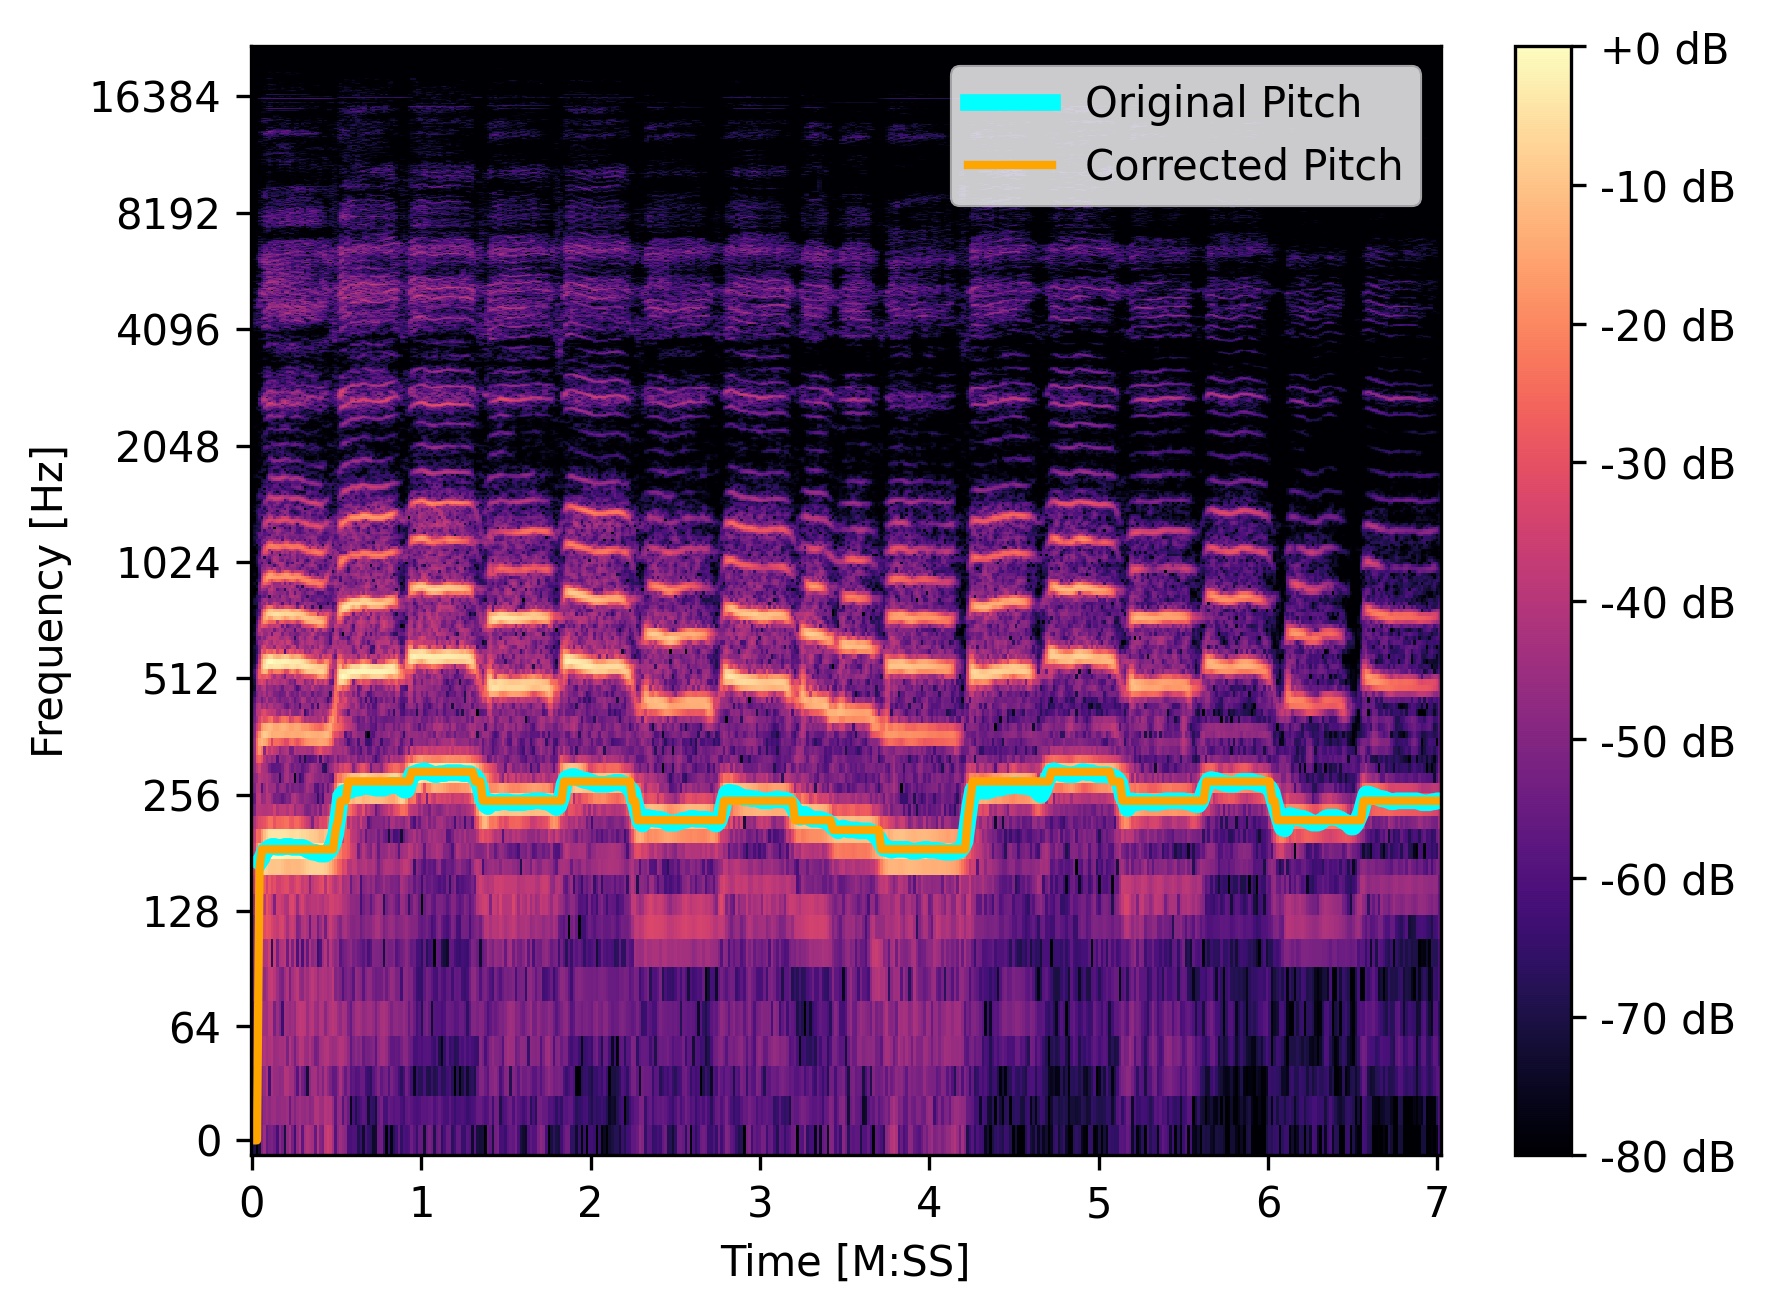 Original Pitch
Corrected Pitch
Frequency [Hz]
16384
8192
4096
2048
1024
512
256
128
64
0
0 1 2 3 4 5 6 7
Time [M:SS]
+0 dB
-10 dB
-20 dB
-30 dB
-40 dB
-50 dB
-60 dB
-70 dB
-80 dB